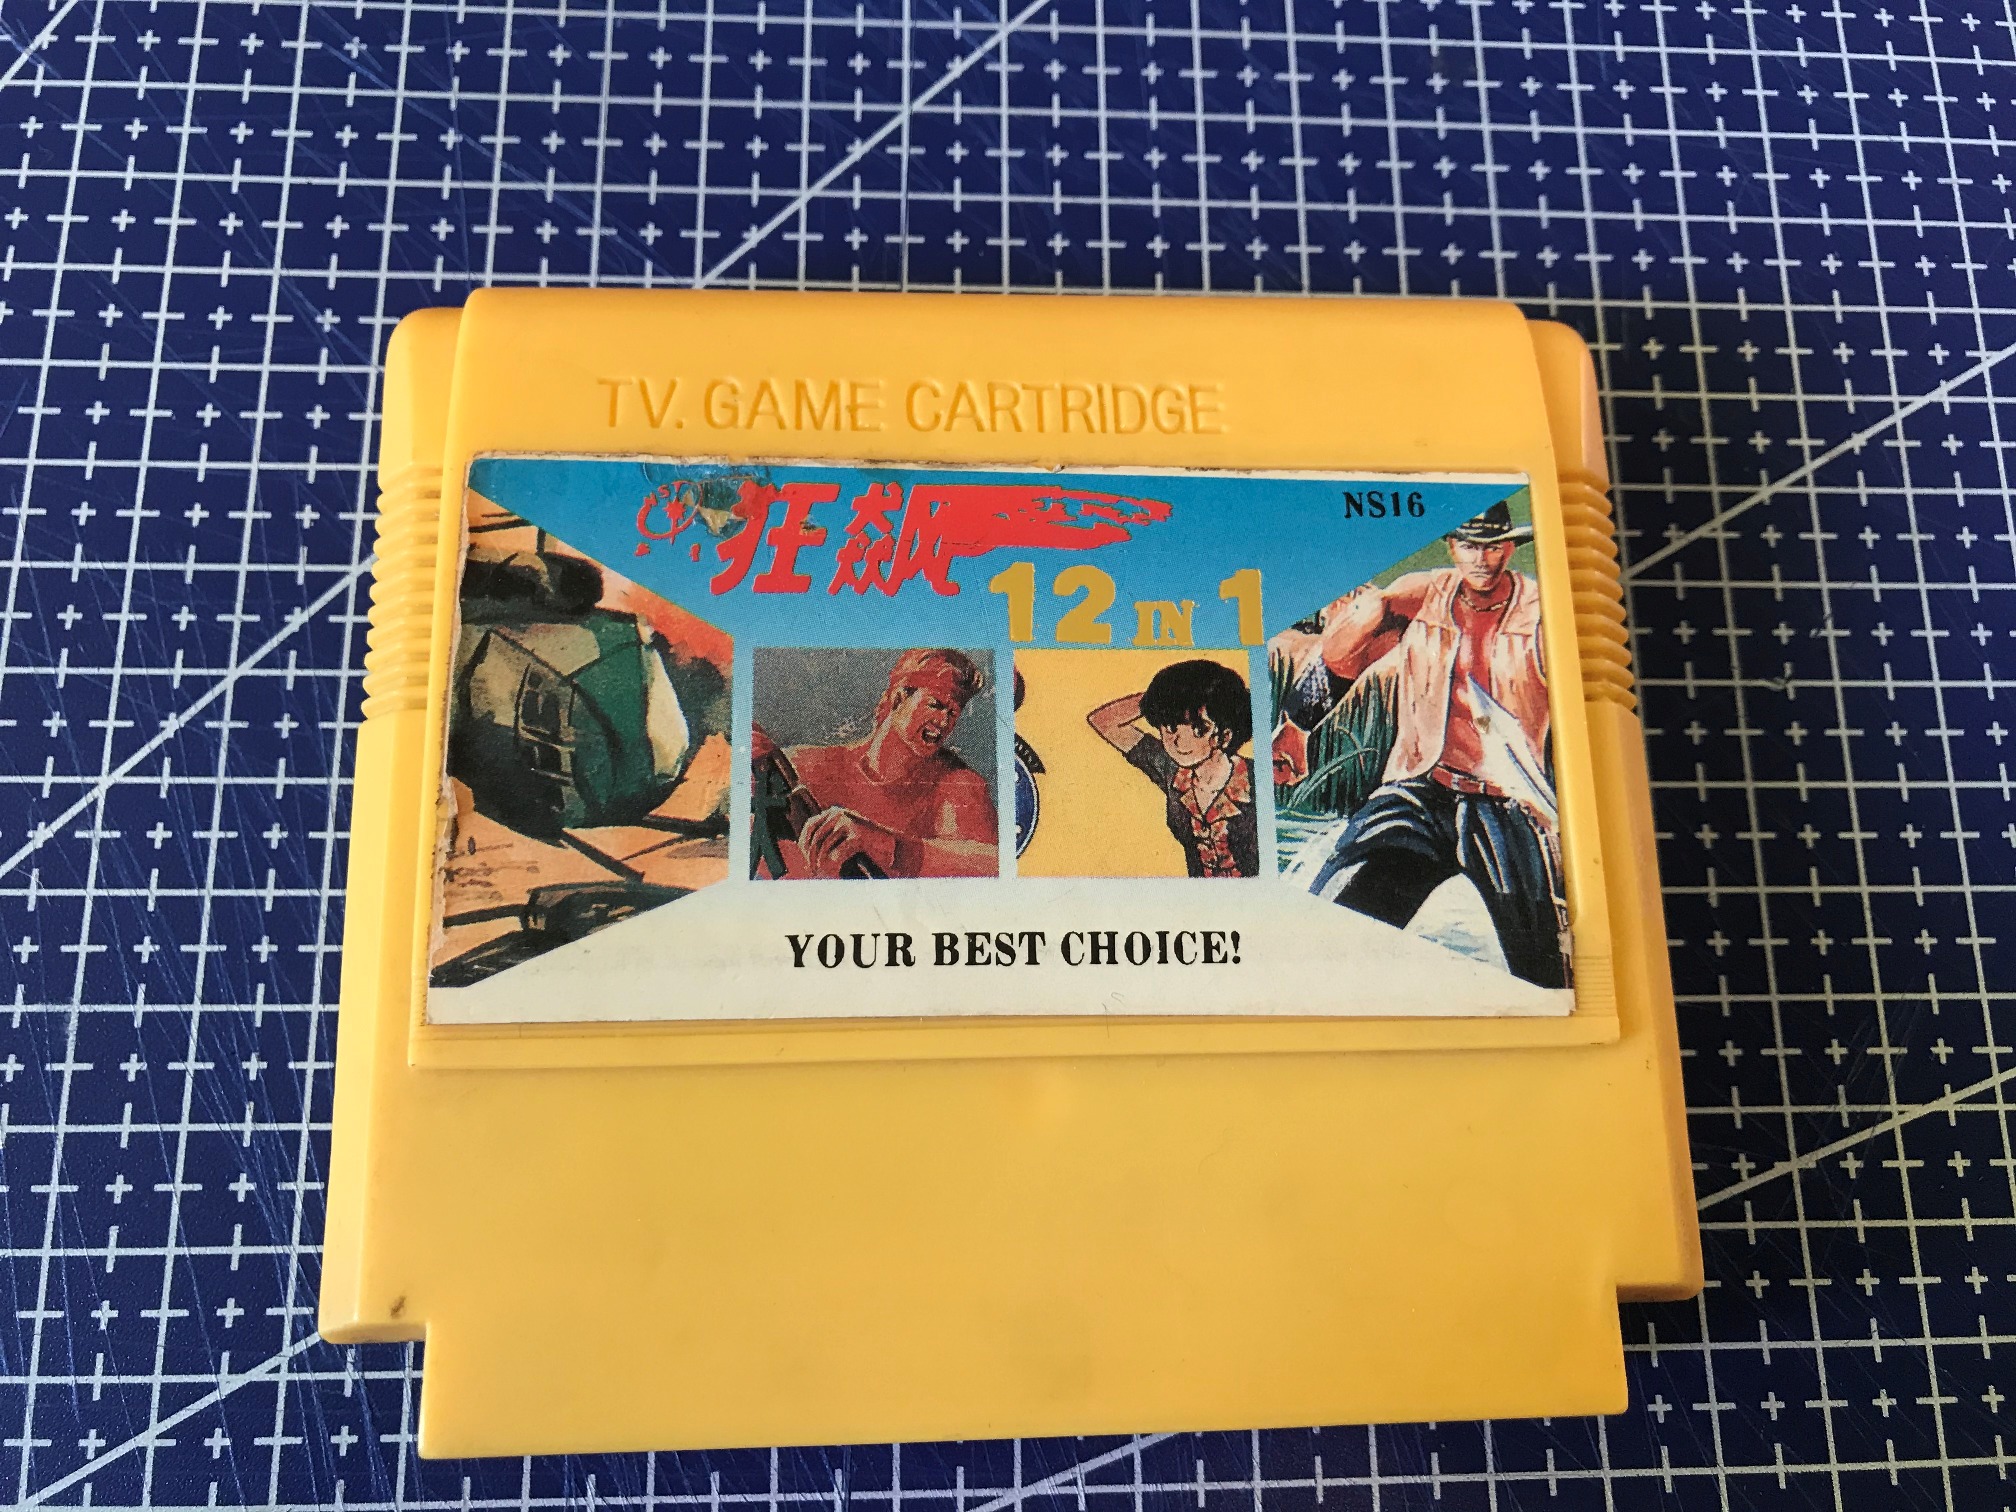 TV. GAME CARTRIDGE
狂飙
NS16
12 IN 1
YOUR BEST CHOICE!